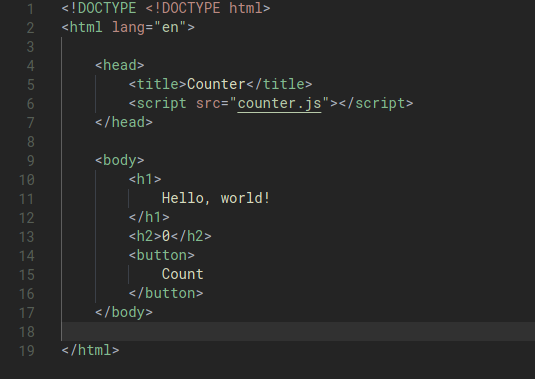 1 <!DOCTYPE <!DOCTYPE html>
2 <html lang="en">
3
4 <head>
5 <title>Counter</title>
6 <script src="counter.js"></script>
7 </head>
8
9 <body>
10 <h1>
11 Hello, world!
12 </h1>
13 <h2>0</h2>
14 <button>
15 Count
16 </button>
17 </body>
18
19 </html>